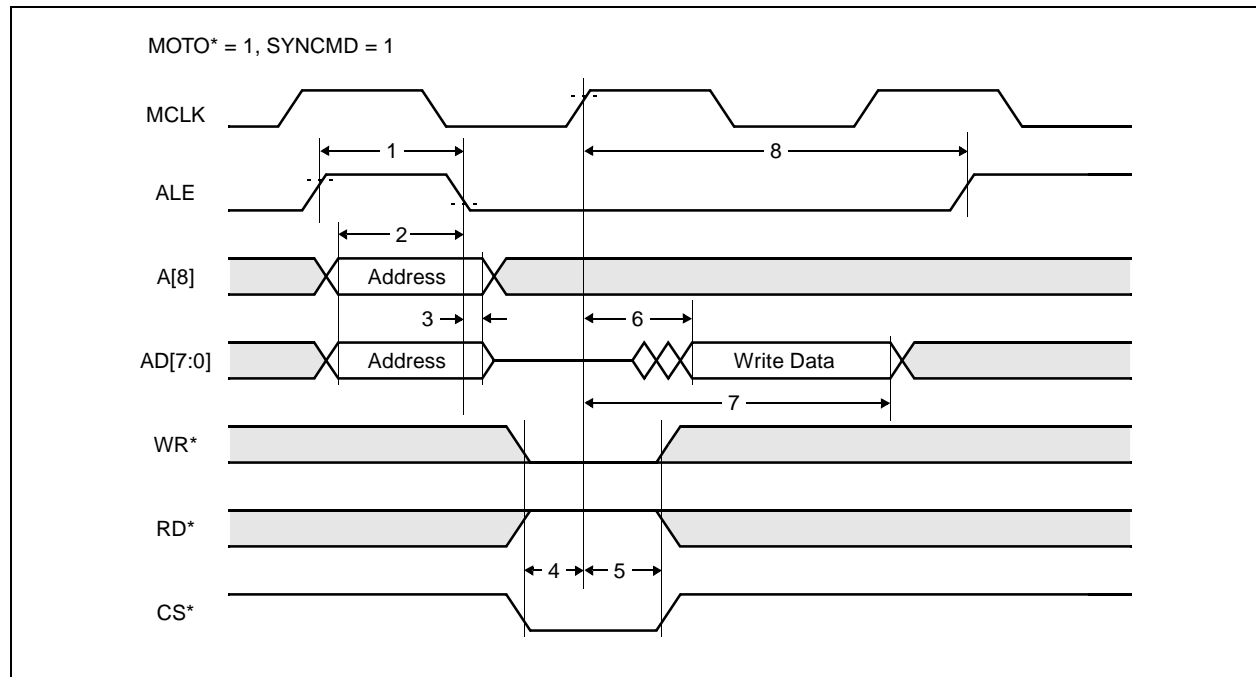 MOTO* = 1, SYNCMD = 1
MCLK
1
8
ALE
2
A[8]
Address
3
6
AD[7:0]
Address
Write Data
7
WR*
RD*
4
5
CS*